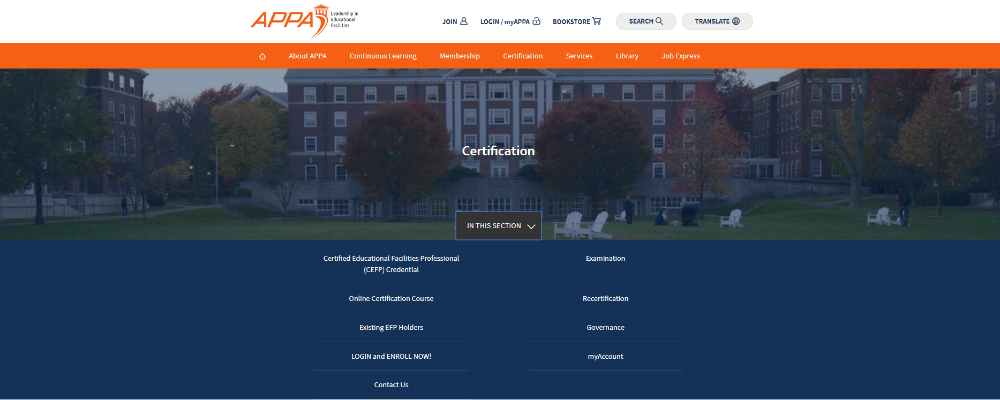 APPA
Leadership in
Educational
Facilities
JOIN
LOGIN / myAPPA
BOOKSTORE
SEARCH
TRANSLATE
About APPA
Continuous Learning
Membership
Certification
Services
Library
Job Express
Certification
IN THIS SECTION
Certified Educational Facilities Professional
(CEFP) Credential
Examination
Online Certification Course
Recertification
Existing EFP Holders
Governance
LOGIN and ENROLL NOW!
myAccount
Contact Us